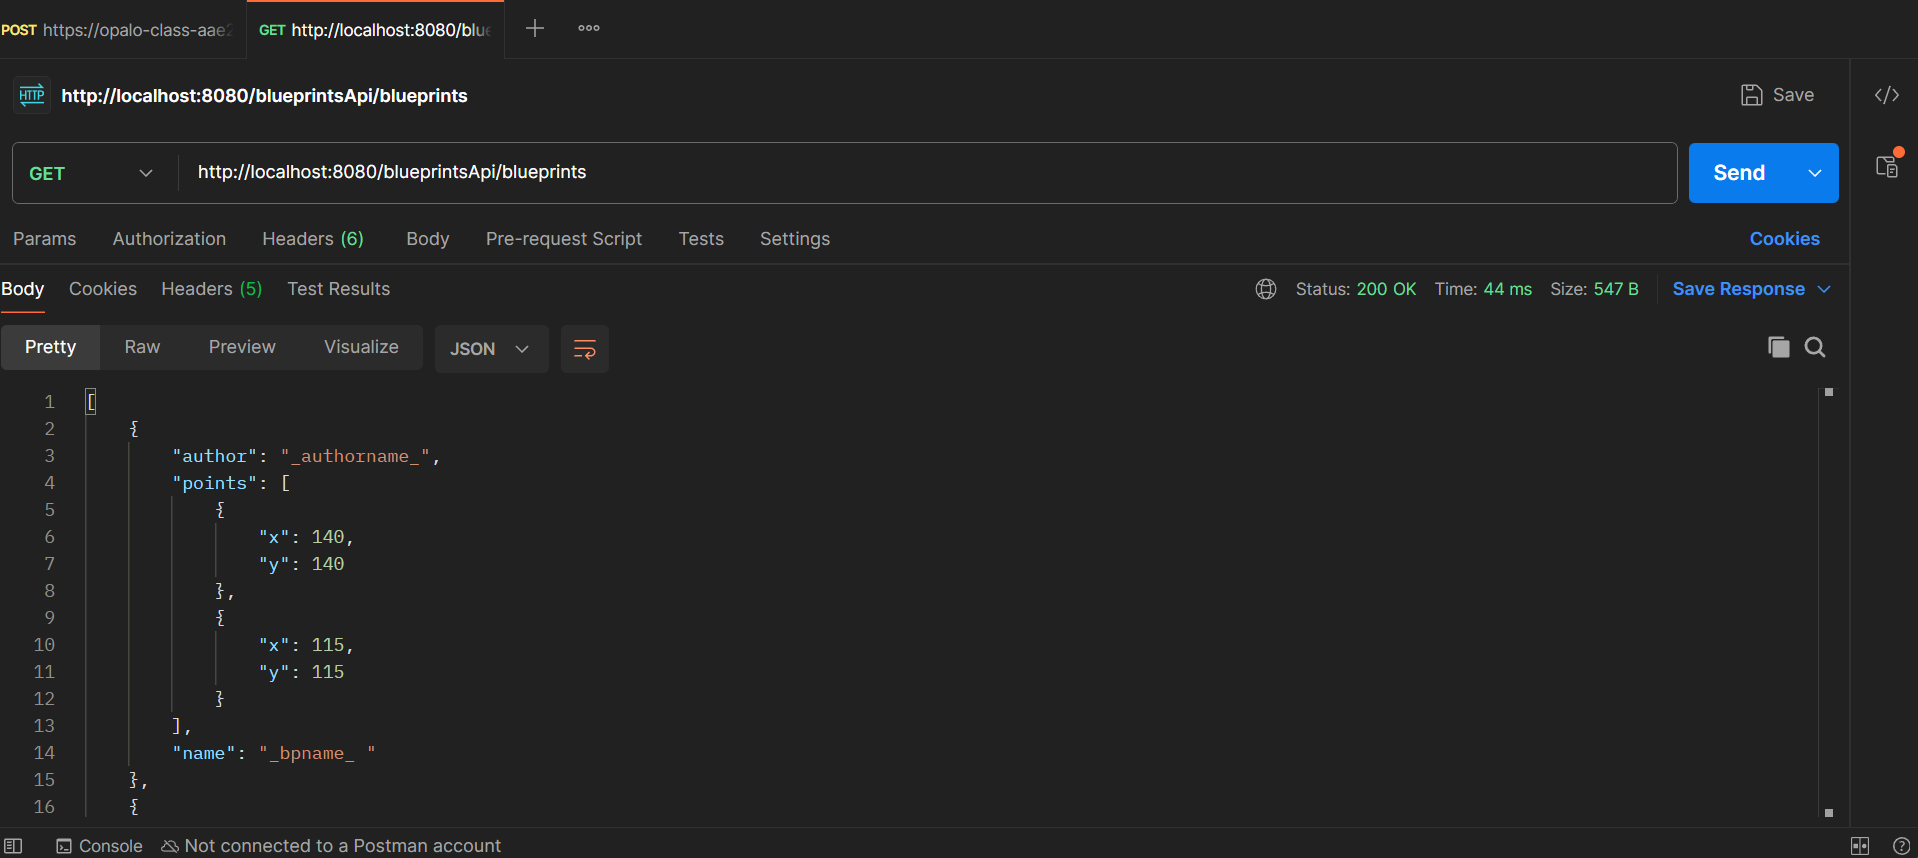 POST https://opalo-class-aae2
GET http://localhost:8080/blue
HTTP http://localhost:8080/blueprintsApi/blueprints
Save
GET http://localhost:8080/blueprintsApi/blueprints
Send
Params Authorization Headers (6) Body Pre-request Script Tests Settings Cookies
Body Cookies Headers (5) Test Results Status: 200 OK Time: 44 ms Size: 547 B Save Response
Pretty Raw Preview Visualize JSON
1 [
2 {
3 "author": "_authorname_",
4 "points": [
5 {
6 "x": 140,
7 "y": 140
8 },
9 {
10 "x": 115,
11 "y": 115
12 }
13 ],
14 "name": "_bpname_ "
15 },
16 {
Console Not connected to a Postman account